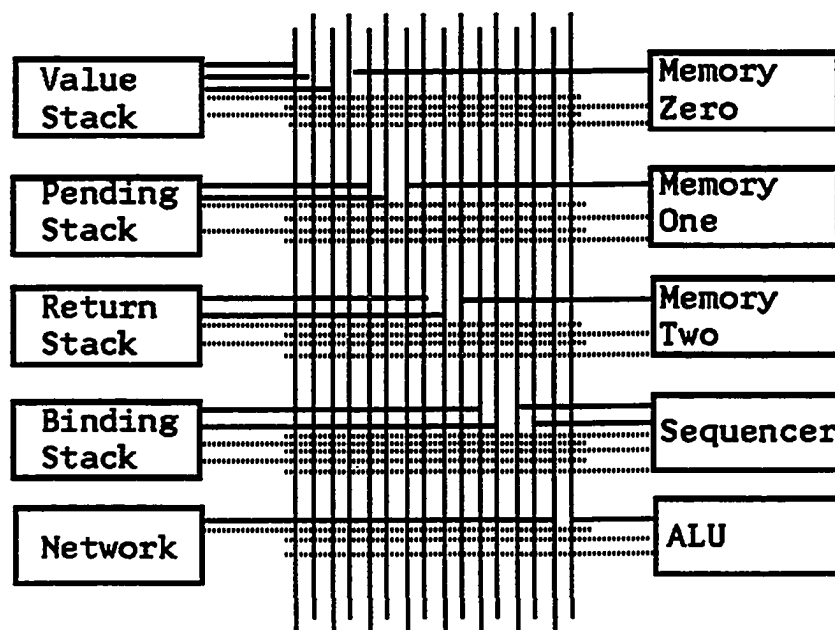 Value
Stack
Memory
Zero
Pending
Stack
Memory
One
Return
Stack
Memory
Two
Binding
Stack
Sequencer
Network
ALU